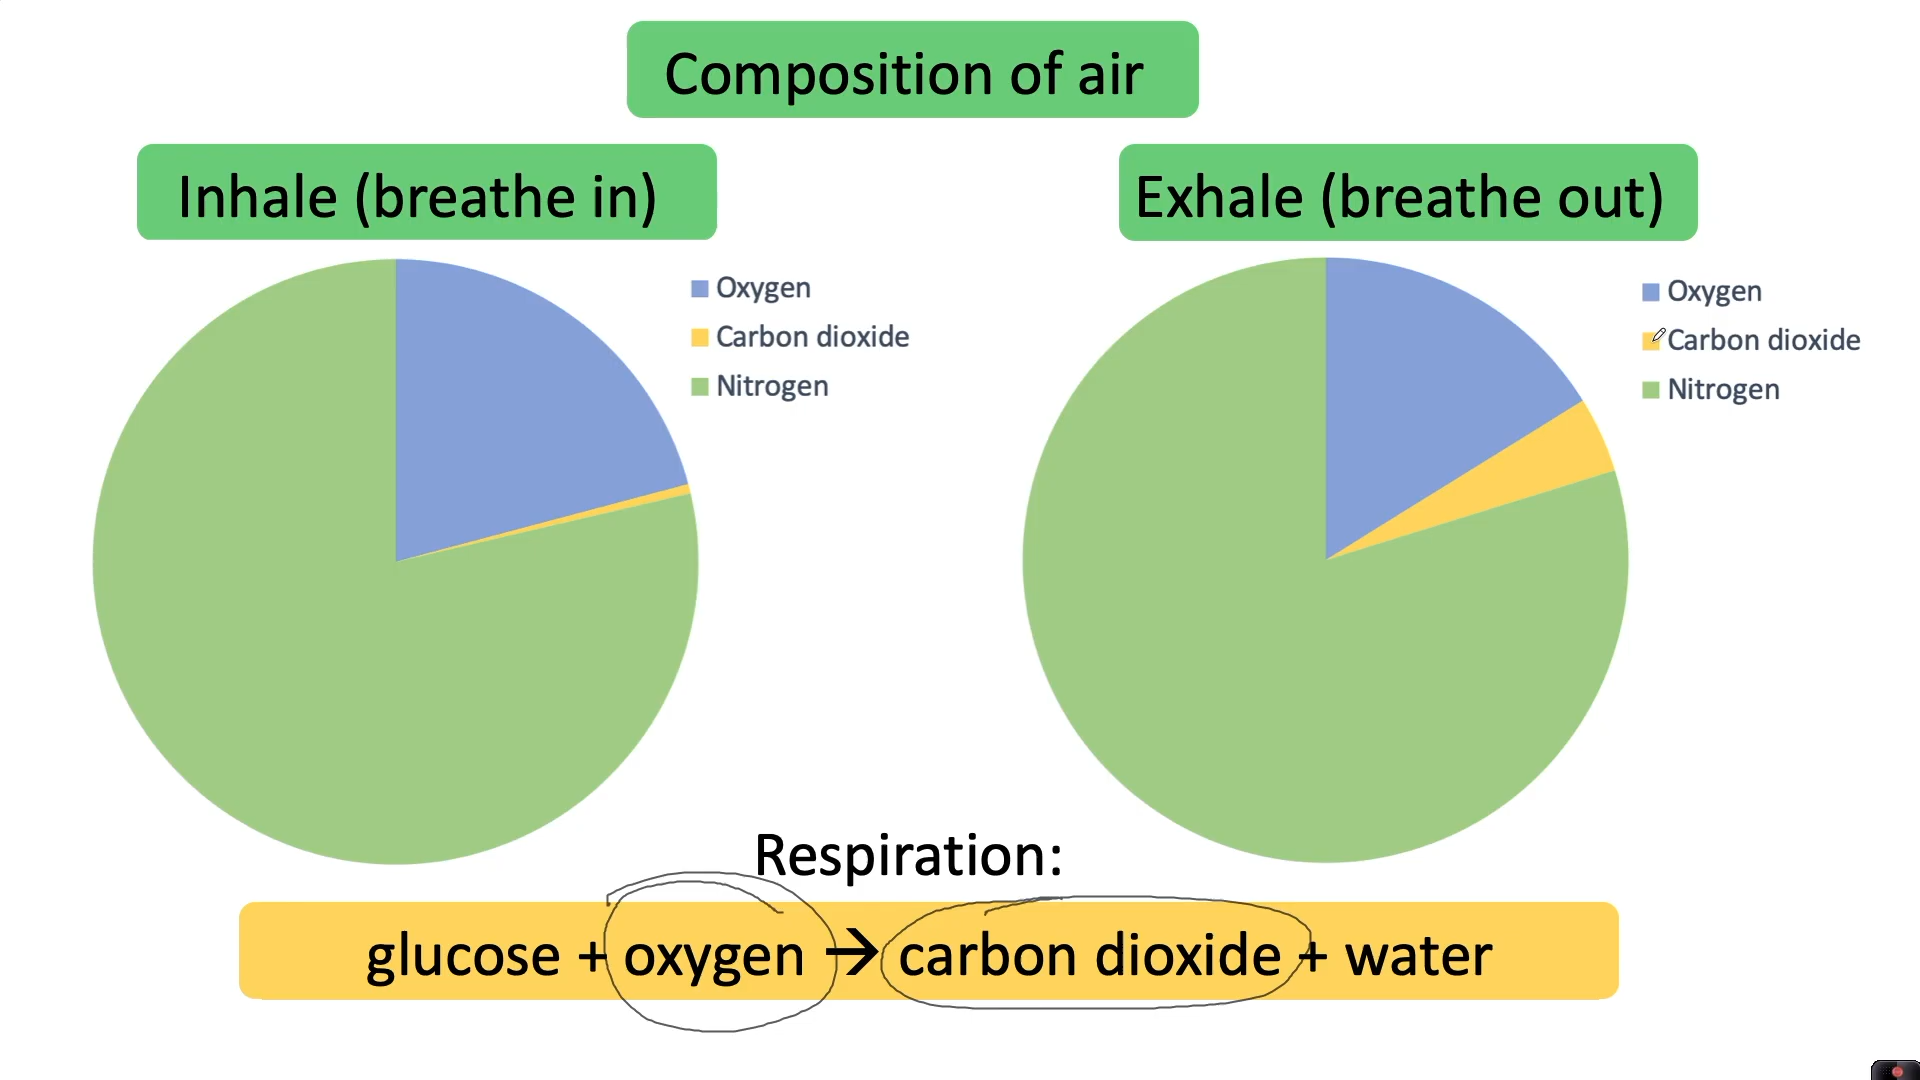 Composition of air
Inhale (breathe in)
Exhale (breathe out)
Oxygen
Carbon dioxide
Nitrogen
Oxygen
Carbon dioxide
Nitrogen
Respiration:
glucose + oxygen → carbon dioxide + water